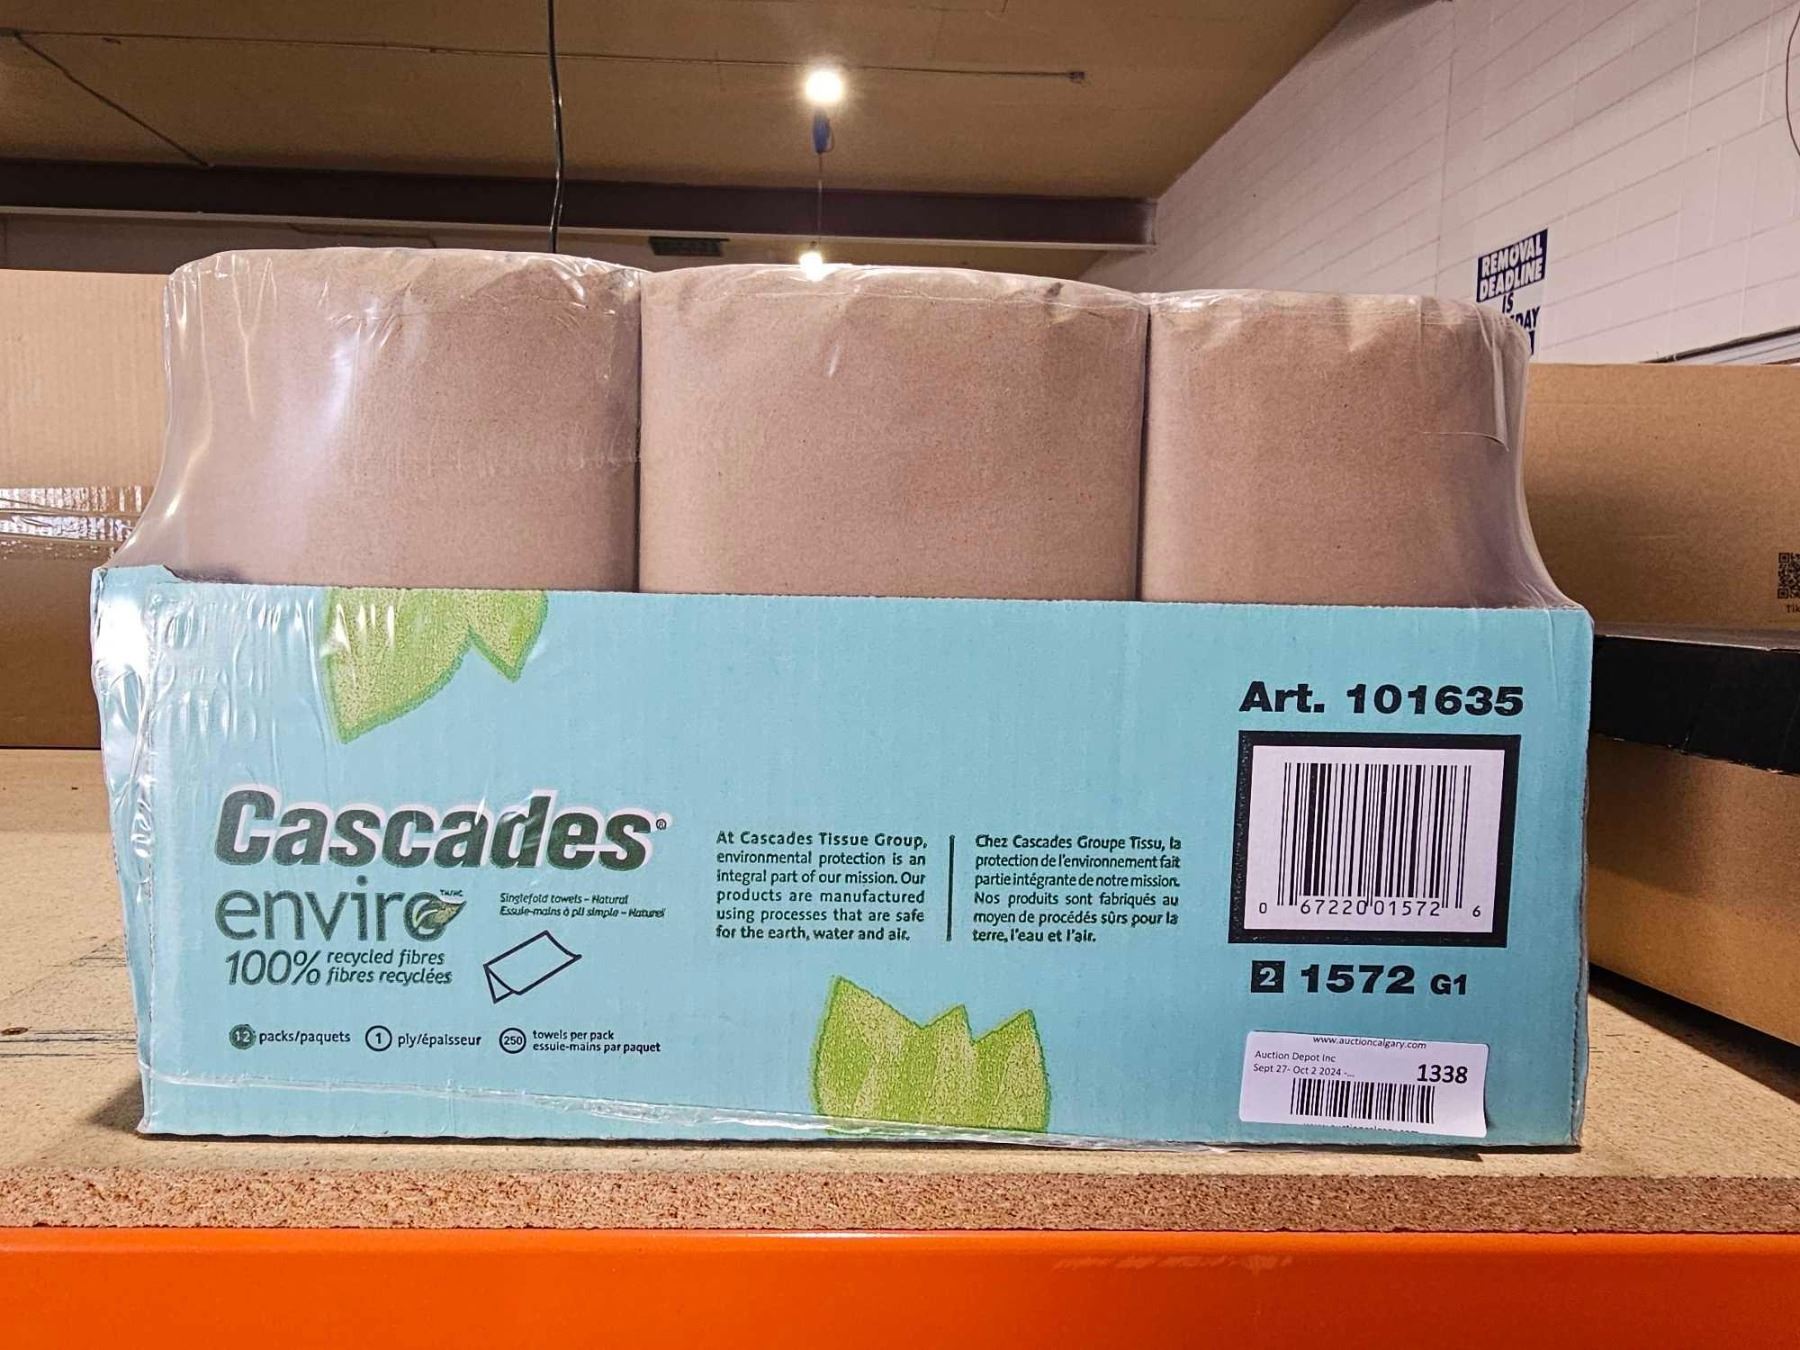 REMOVAL
DEADLINE
IS
Art. 101635
Cascades®
enviro TM/MC
Singlefold towels – Natural
Essuie-mains à pli simple – Naturel
100% recycled fibres
fibres recyclées
12 packs/paquets
1 ply/épaisseur
250 towels per pack
essuie-mains par paquet
At Cascades Tissue Group,
environmental protection is an
integral part of our mission. Our
products are manufactured
using processes that are safe
for the earth, water and air.
Chez Cascades Groupe Tissu, la
protection de l'environnement fait
partie intégrante de notre mission.
Nos produits sont fabriqués au
moyen de procédés sûrs pour la
terre, l'eau et l'air.
0 67220 01572 6
2 1572 G1
www.auctioncalgary.com
Auction Depot Inc
Sept 27- Oct 2 2024 -...
1338